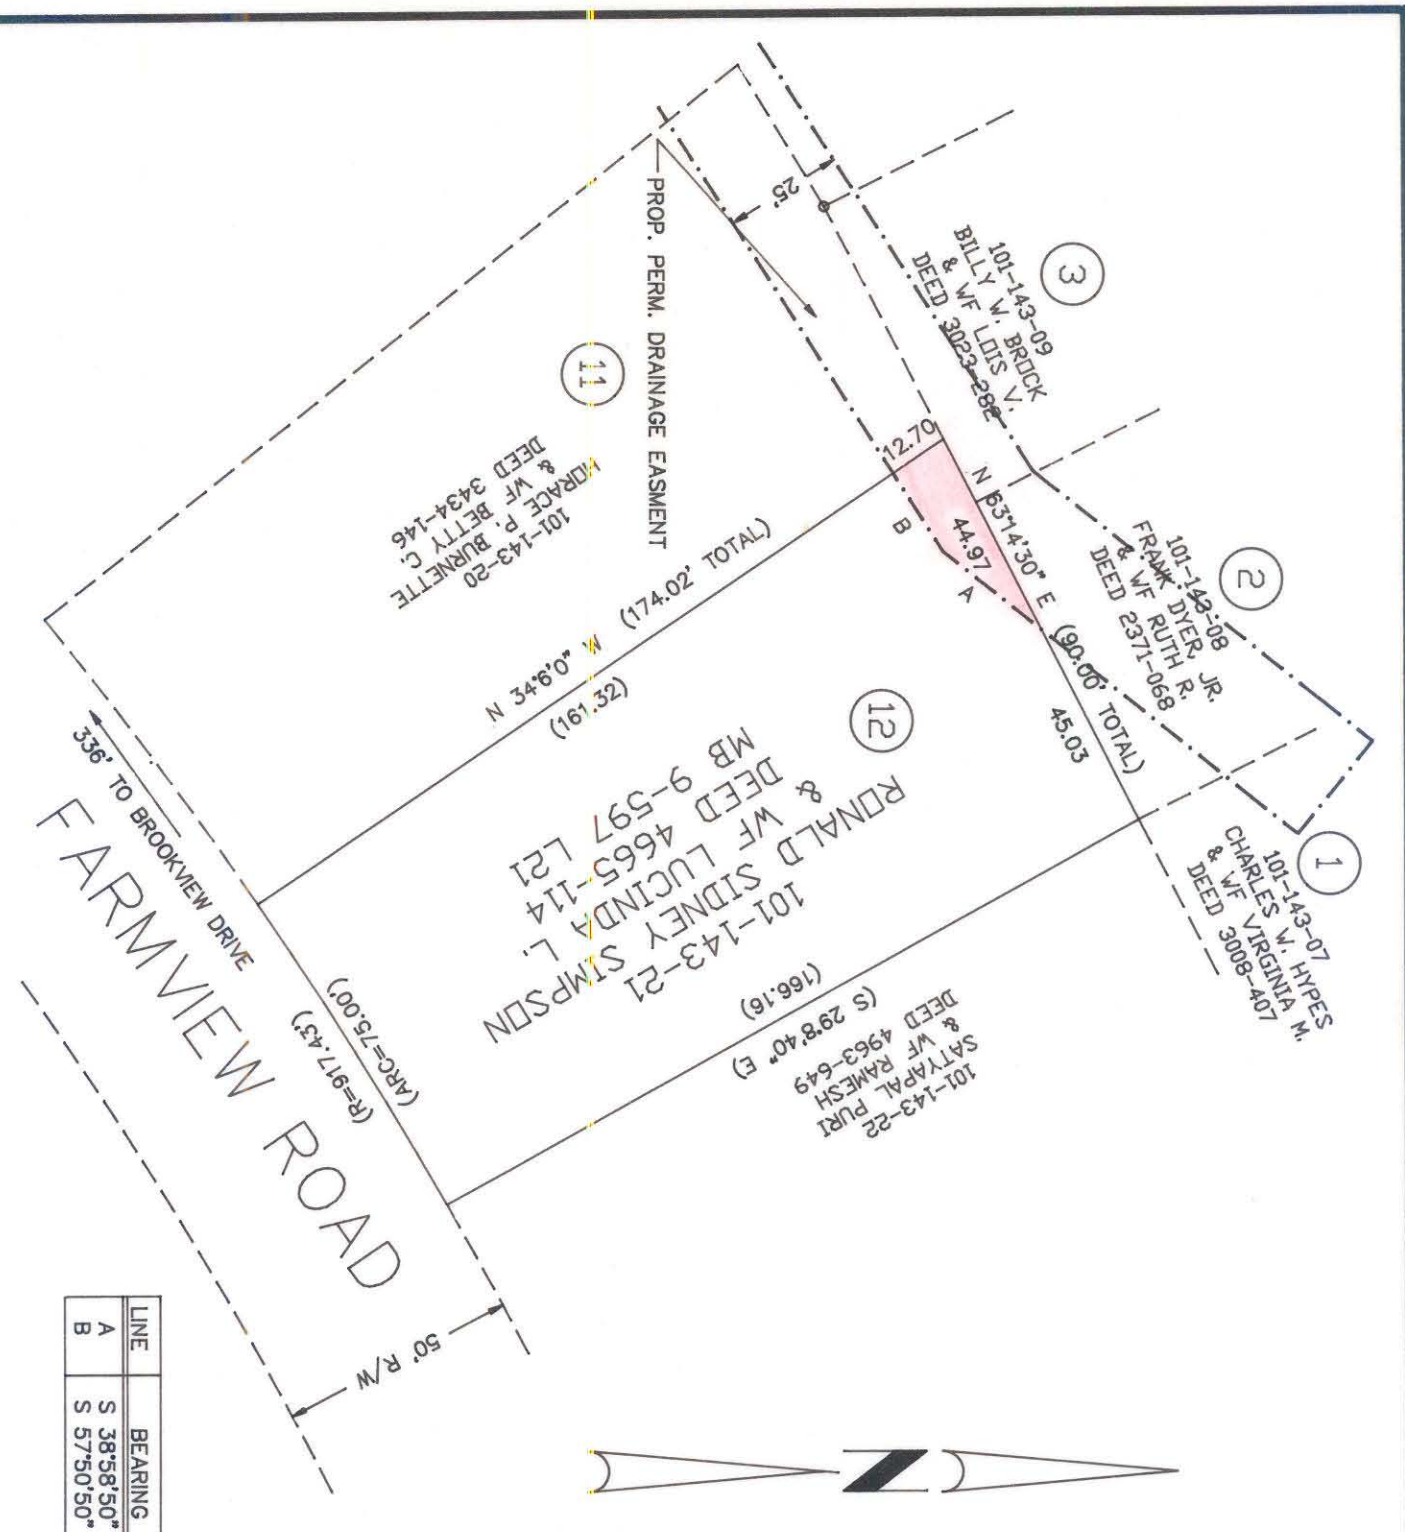 3
101-143-09
BILLY W. BROCK
& WF LOIS V.
DEED 3023-282
2
101-143-08
FRANK DYER, JR.
& WF RUTH R.
DEED 2371-068
1
101-143-07
CHARLES W. HYPES
& WF VIRGINIA M.
DEED 3008-407
25'
PROP. PERM. DRAINAGE EASMENT
11
101-143-20
HORACE P. BURNETTE
& WF BETTY C.
DEED 3434-146
12.70
N 63°14'30" E (90.00' TOTAL)
44.97
45.03
B
A
N 34°6'0" W (174.02' TOTAL)
(161.32)
12
101-143-21
RONALD SIDNEY SIMPSON
& WF LUCINDA L.
DEED 4665-114
MB 9-597 L21
(166.16)
(S 29°8'40" E)
101-143-22
SATYAPAL PURI
& WF RAMESH
DEED 4963-649
(ARC=75.00')
(R=917.43')
336' TO BROOKVIEW DRIVE
FARMVIEW ROAD
50' R/W
N
LINE BEARING
A S 38°58'50"
B S 57°50'50"